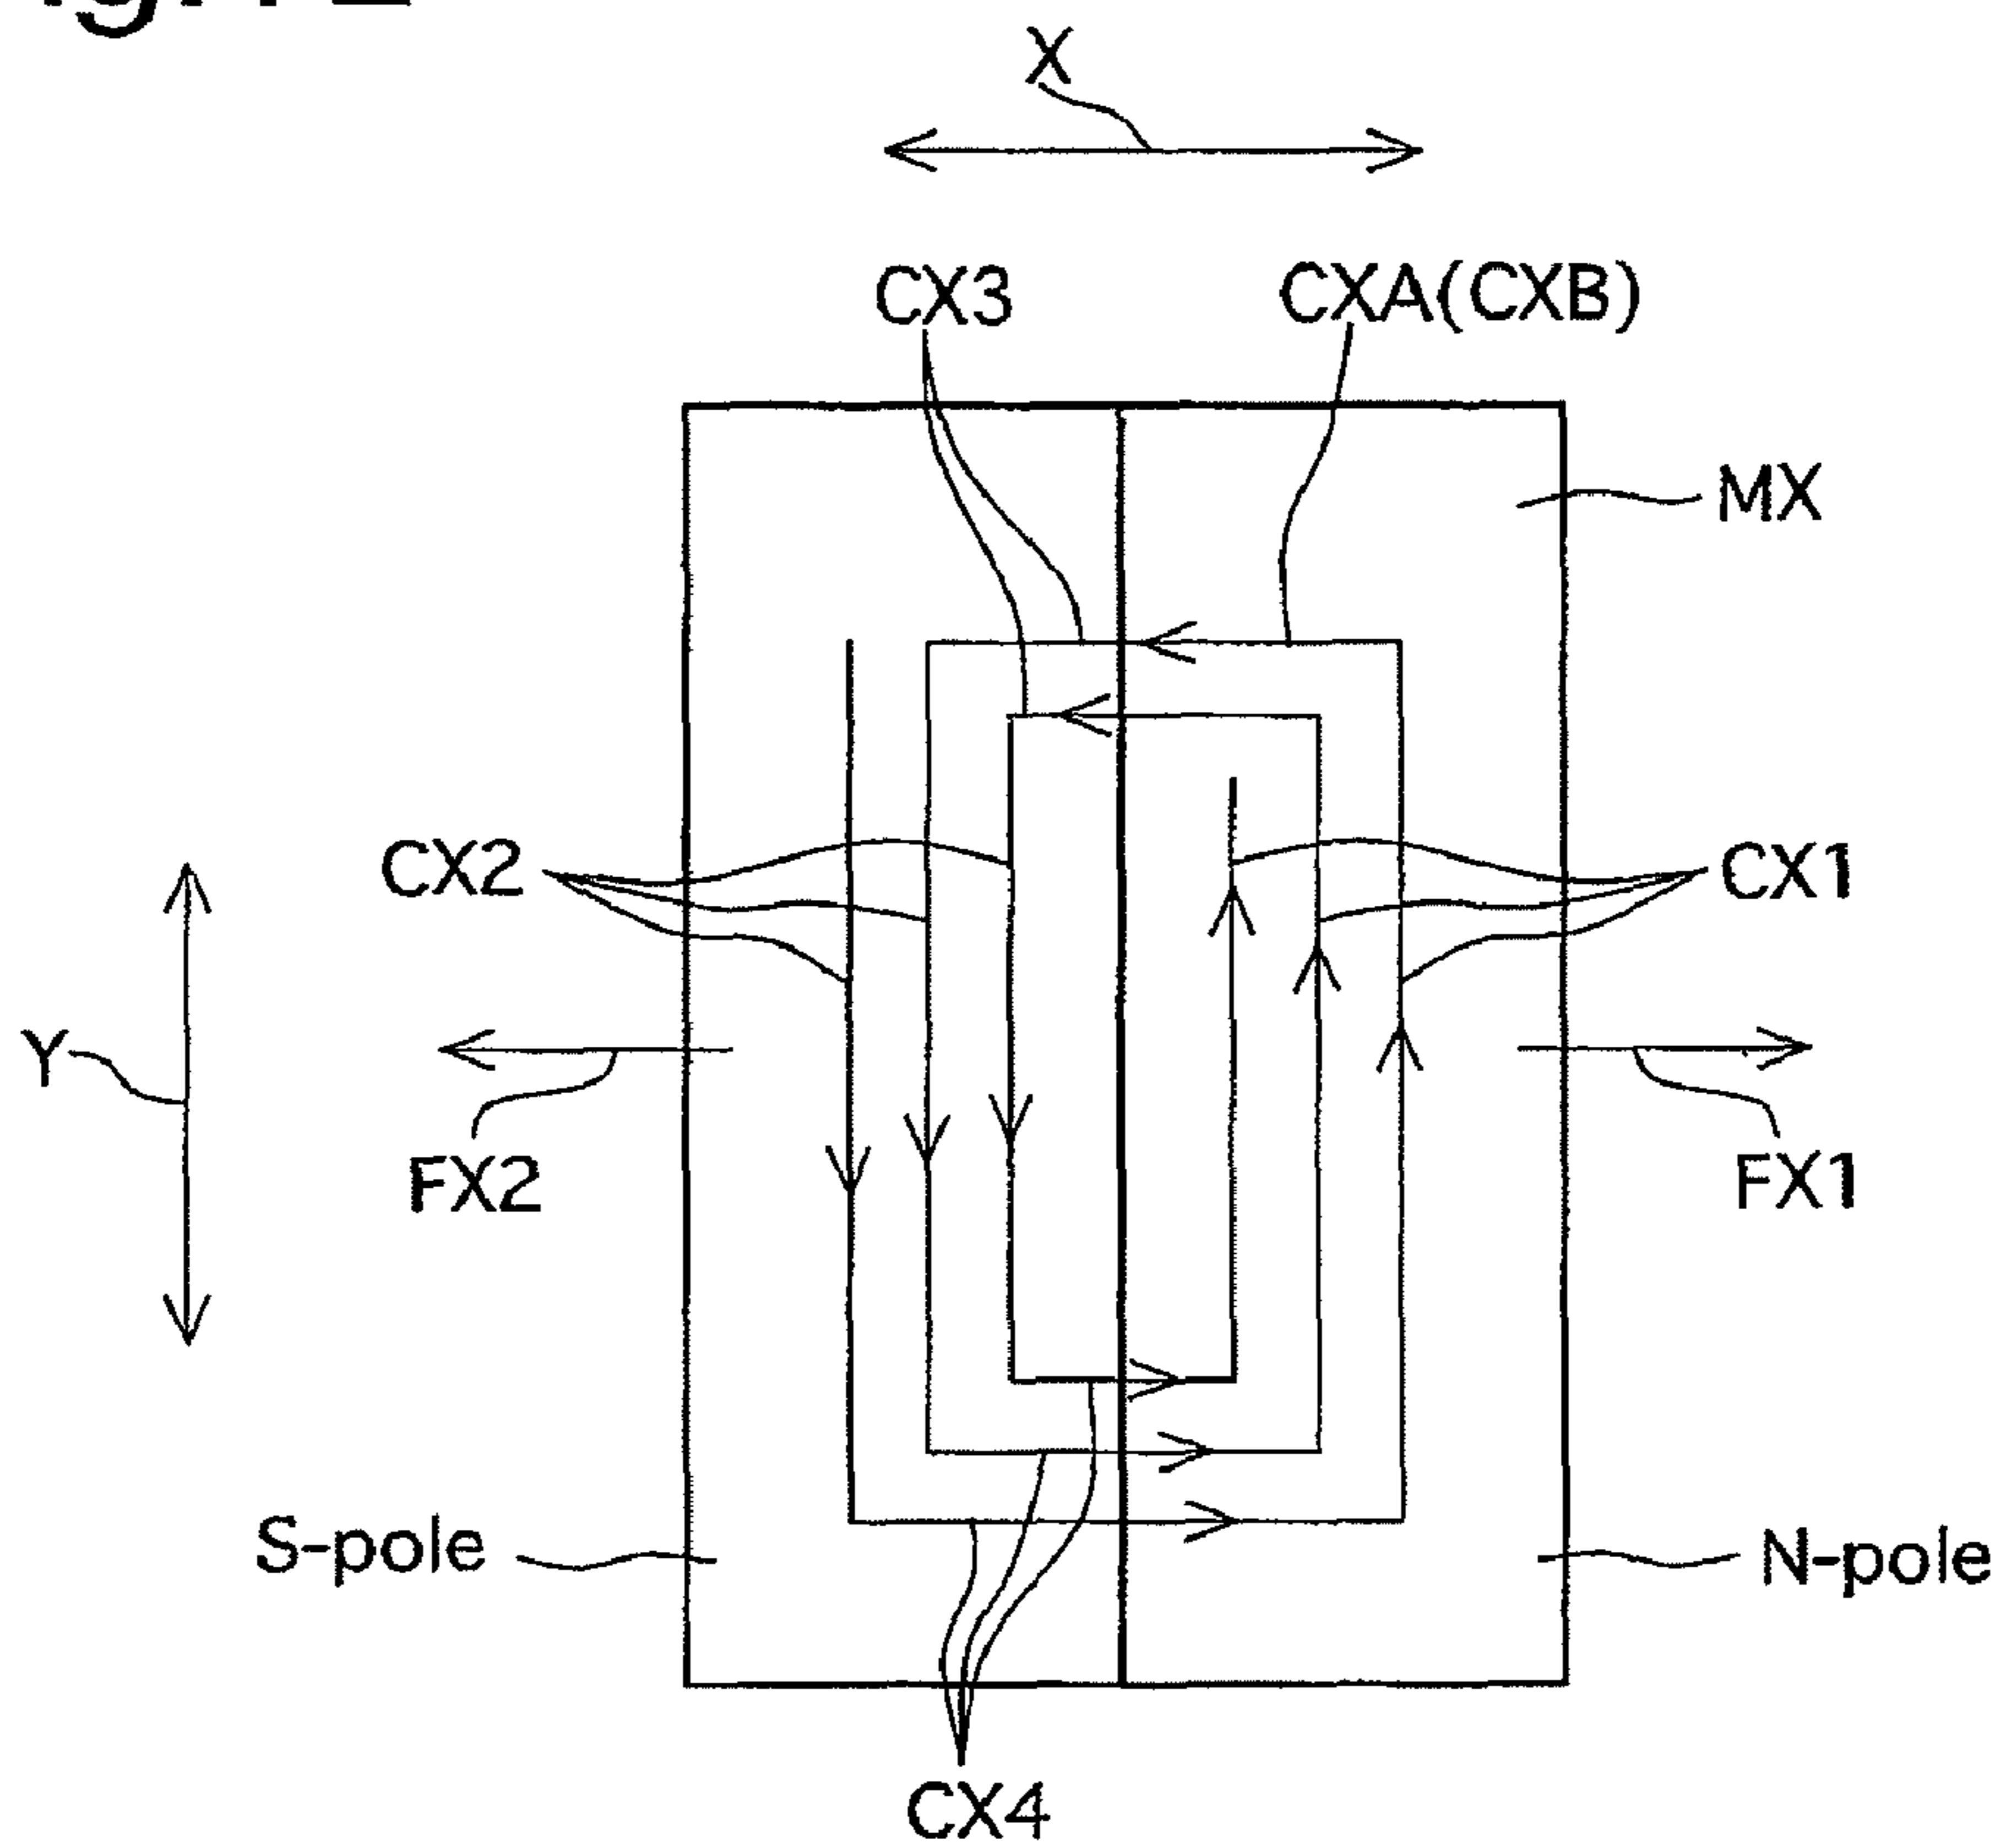 X
CX3
CXA(CXB)
MX
CX2
CX1
Y
FX2
FX1
S-pole
N-pole
CX4